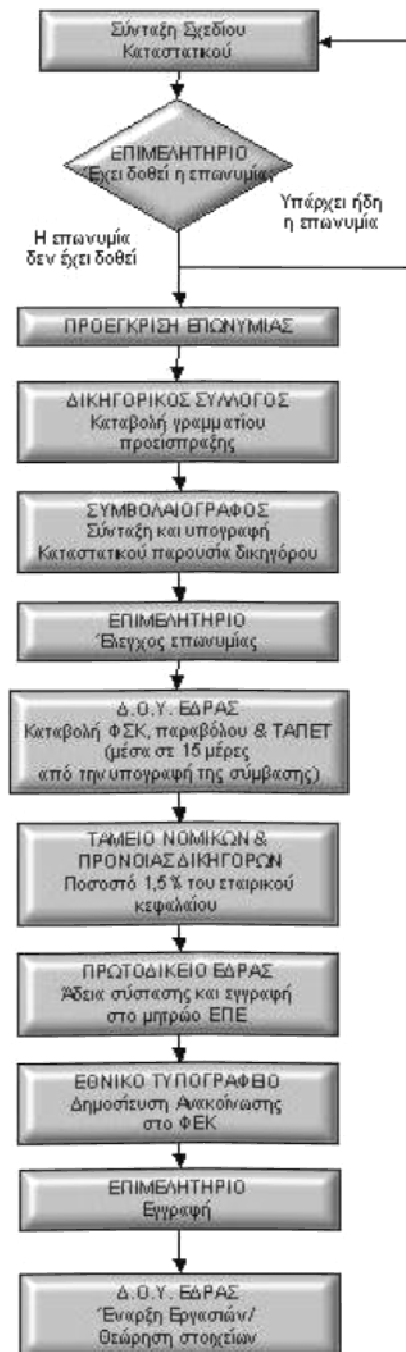 Σύνταξη Σχεδίου
Καταστατικού
ΕΠΙΜΕΛΗΤΗΡΙΟ
Έχει δοθεί η επωνυμία;
Υπάρχει ήδη
η επωνυμία
Η επωνυμία
δεν έχει δοθεί
ΠΡΟΕΓΚΡΙΣΗ ΕΠΩΝΥΜΙΑΣ
ΔΙΚΗΓΟΡΙΚΟΣ ΣΥΛΛΟΓΟΣ
Καταβολή γραμματίου
προείσπραξης
ΣΥΜΒΟΛΑΙΟΓΡΑΦΟΣ
Σύνταξη και υπογραφή
Καταστατικού παρουσία δικηγόρου
ΕΠΙΜΕΛΗΤΗΡΙΟ
Έλεγχος επωνυμίας
Δ.Ο.Υ. ΕΔΡΑΣ
Καταβολή ΦΣΚ, παραβόλου & ΤΑΠΕΤ
(μέσα σε 15 μέρες
από την υπογραφή της σύμβασης)
ΤΑΜΕΙΟ ΝΟΜΙΚΩΝ &
ΠΡΟΝΟΙΑΣ ΔΙΚΗΓΟΡΩΝ
Ποσοστό 1,5% του εταιρικού
κεφαλαίου
ΠΡΩΤΟΔΙΚΕΙΟ ΕΔΡΑΣ
Άδεια σύστασης και εγγραφή
στο μητρώο ΕΠΕ
ΕΘΝΙΚΟ ΤΥΠΟΓΡΑΦΕΙΟ
Δημοσίευση Ανακοίνωσης
στο ΦΕΚ
ΕΠΙΜΕΛΗΤΗΡΙΟ
Εγγραφή
Δ.Ο.Υ. ΕΔΡΑΣ
Έναρξη Εργασιών/
Θεώρηση στοιχείων